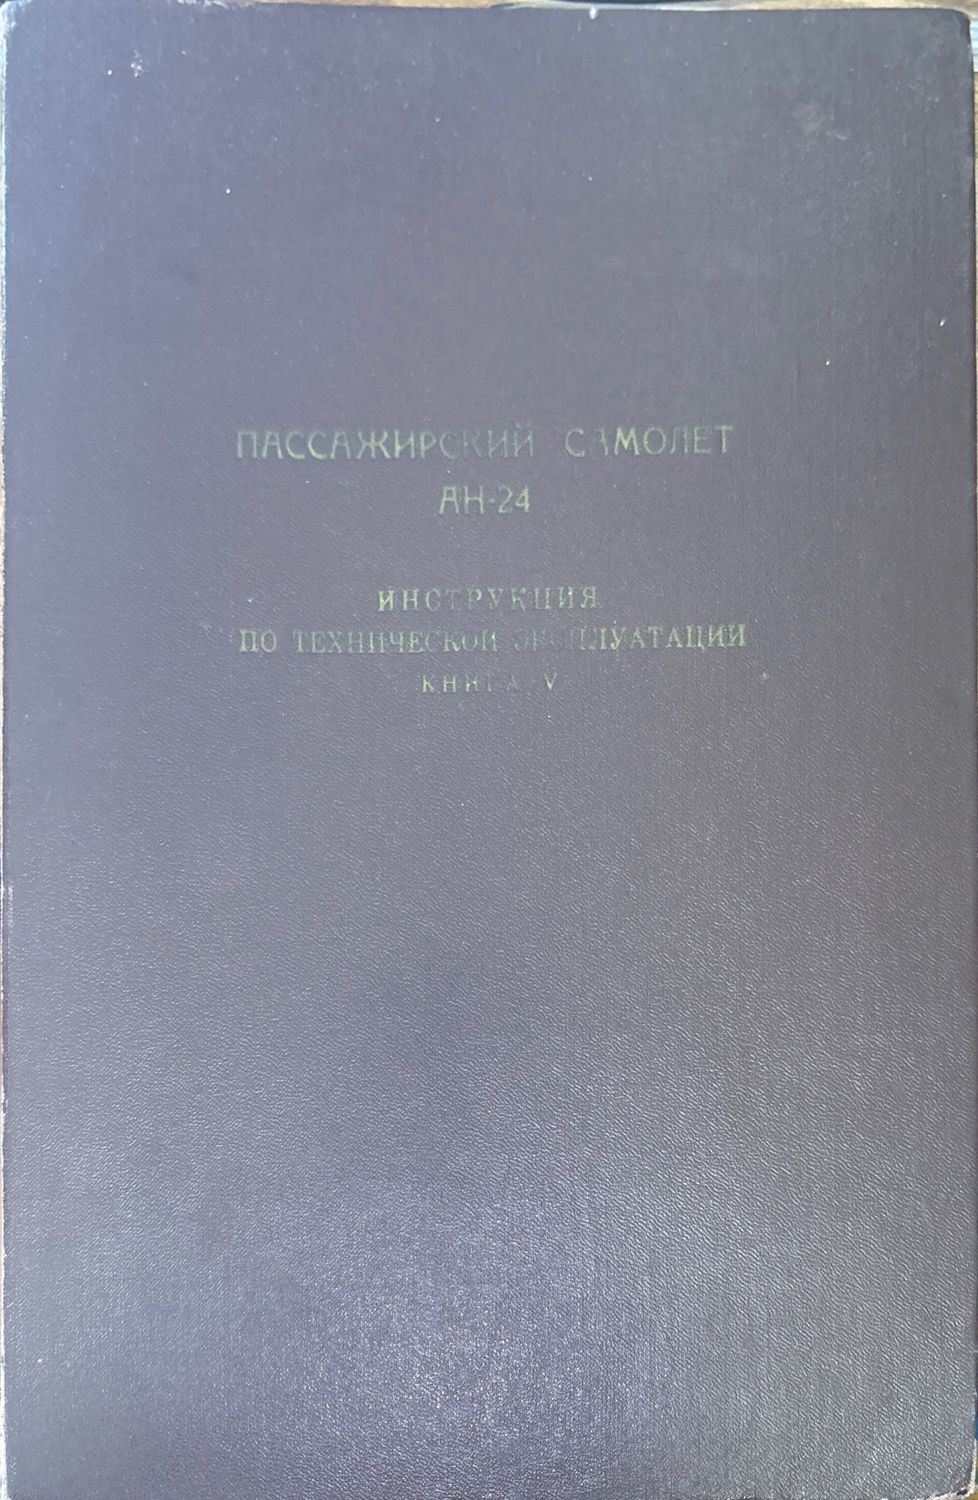 ПАССАЖИРСКИЙ САМОЛЕТ
АН-24
ИНСТРУКЦИЯ
ПО ТЕХНИЧЕСКОЙ ЭКСПЛУАТАЦИИ
КНИГА V